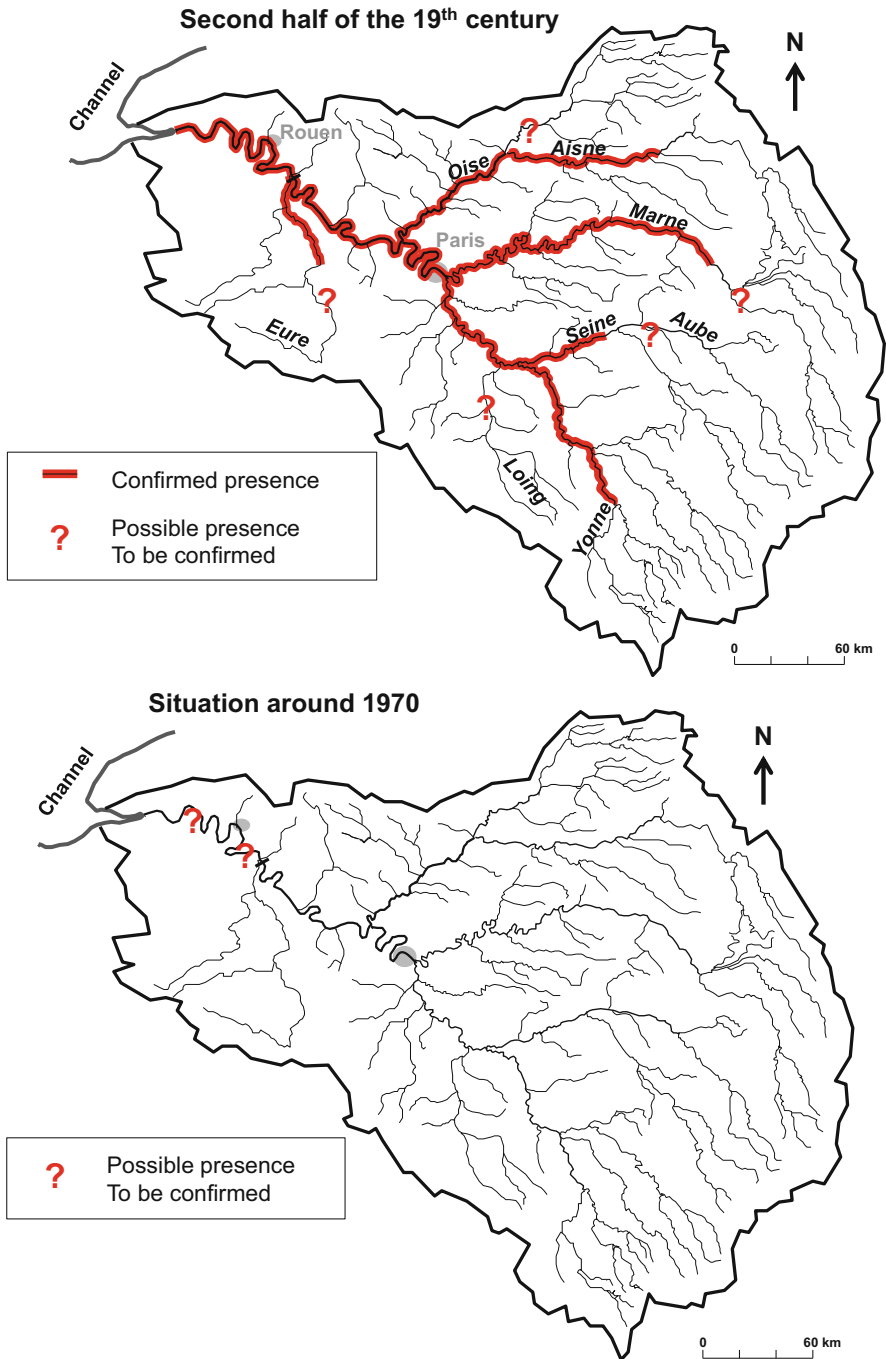 Second half of the 19th century
N
Channel
Rouen
?
Oise
Aisne
Marne
Paris
?
?
Eure
Seine
?
Aube
?
Loing
Yonne
Confirmed presence
? Possible presence
To be confirmed
0 60 km
Situation around 1970
N
Channel
?
?
? Possible presence
To be confirmed
0 60 km